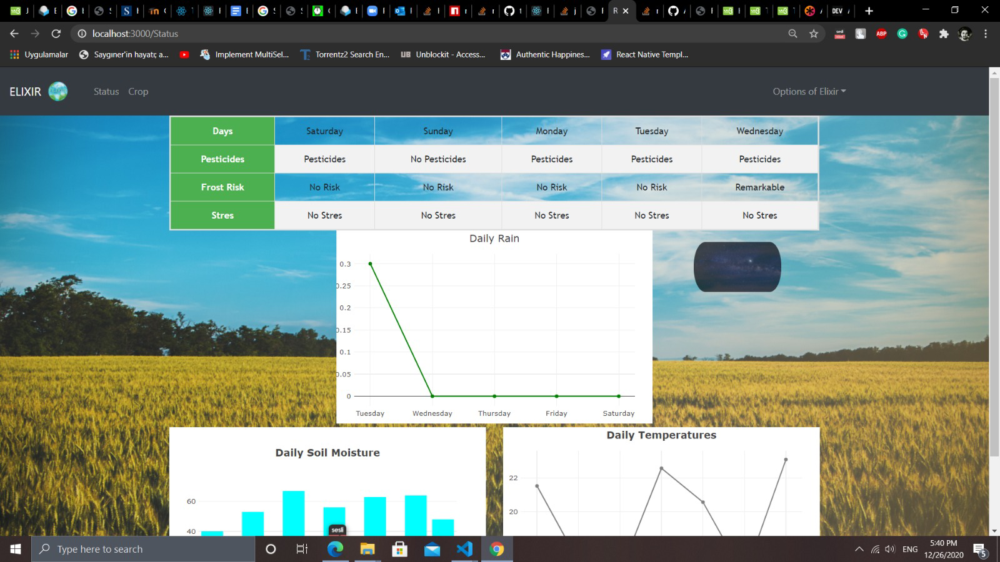 localhost:3000/Status
Uygulamalar
Saygıner'in hayatı; a...
Implement MultiSel...
Torrentz2 Search En...
Unblockit - Access...
Authentic Happines...
React Native Templ...
ELIXIR
Status
Crop
Options of Elixir
Days Saturday Sunday Monday Tuesday Wednesday
Pesticides Pesticides No Pesticides Pesticides Pesticides Pesticides
Frost Risk No Risk No Risk No Risk No Risk Remarkable
Stres No Stres No Stres No Stres No Stres No Stres
Daily Rain
0.3
0.25
0.2
0.15
0.1
0.05
0
Tuesday Wednesday Thursday Friday Saturday
Daily Soil Moisture
60
40
sesli
Daily Temperatures
22
20
Type here to search
ENG
5:40 PM
12/26/2020
5